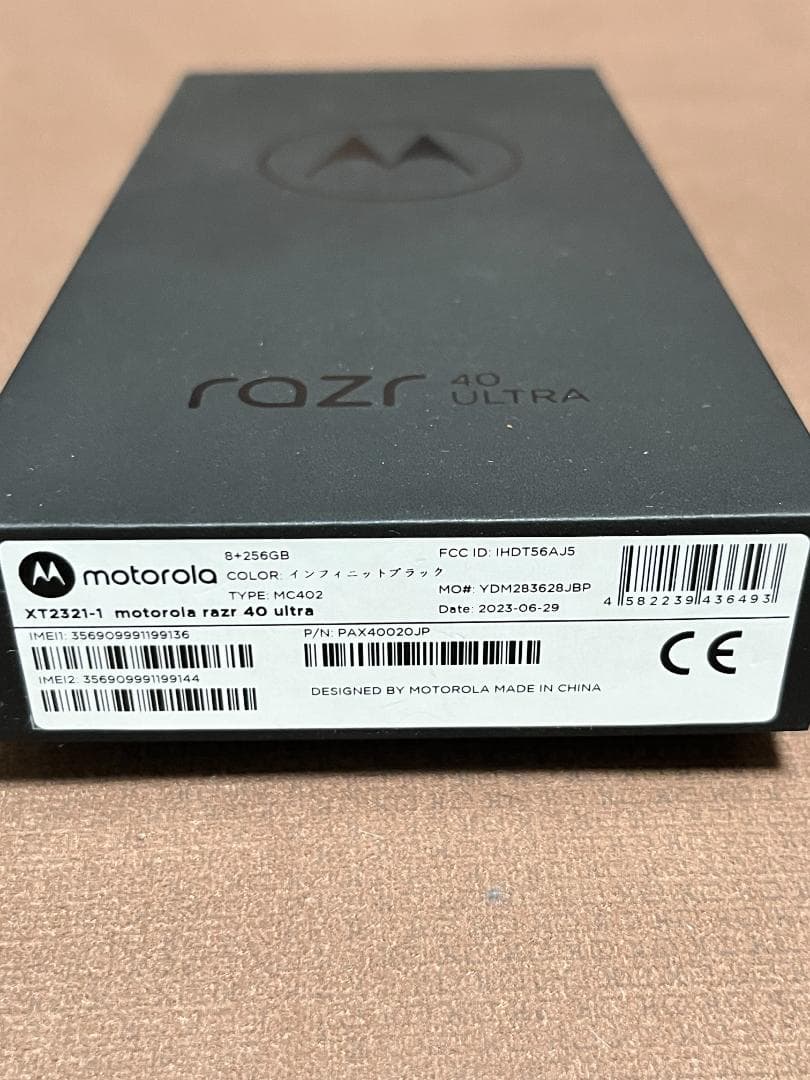 razr 40 ULTRA
motorola
8+256GB
COLOR: インフィニットブラック
TYPE: MC402
XT2321-1 motorola razr 40 ultra
FCC ID: IHDT56AJ5
MO#: YDM283628JBP
Date: 2023-06-29
4 582239 436493
IMEI1: 356909991199136
IMEI2: 356909991199144
P/N: PAX40020JP
DESIGNED BY MOTOROLA MADE IN CHINA
CE